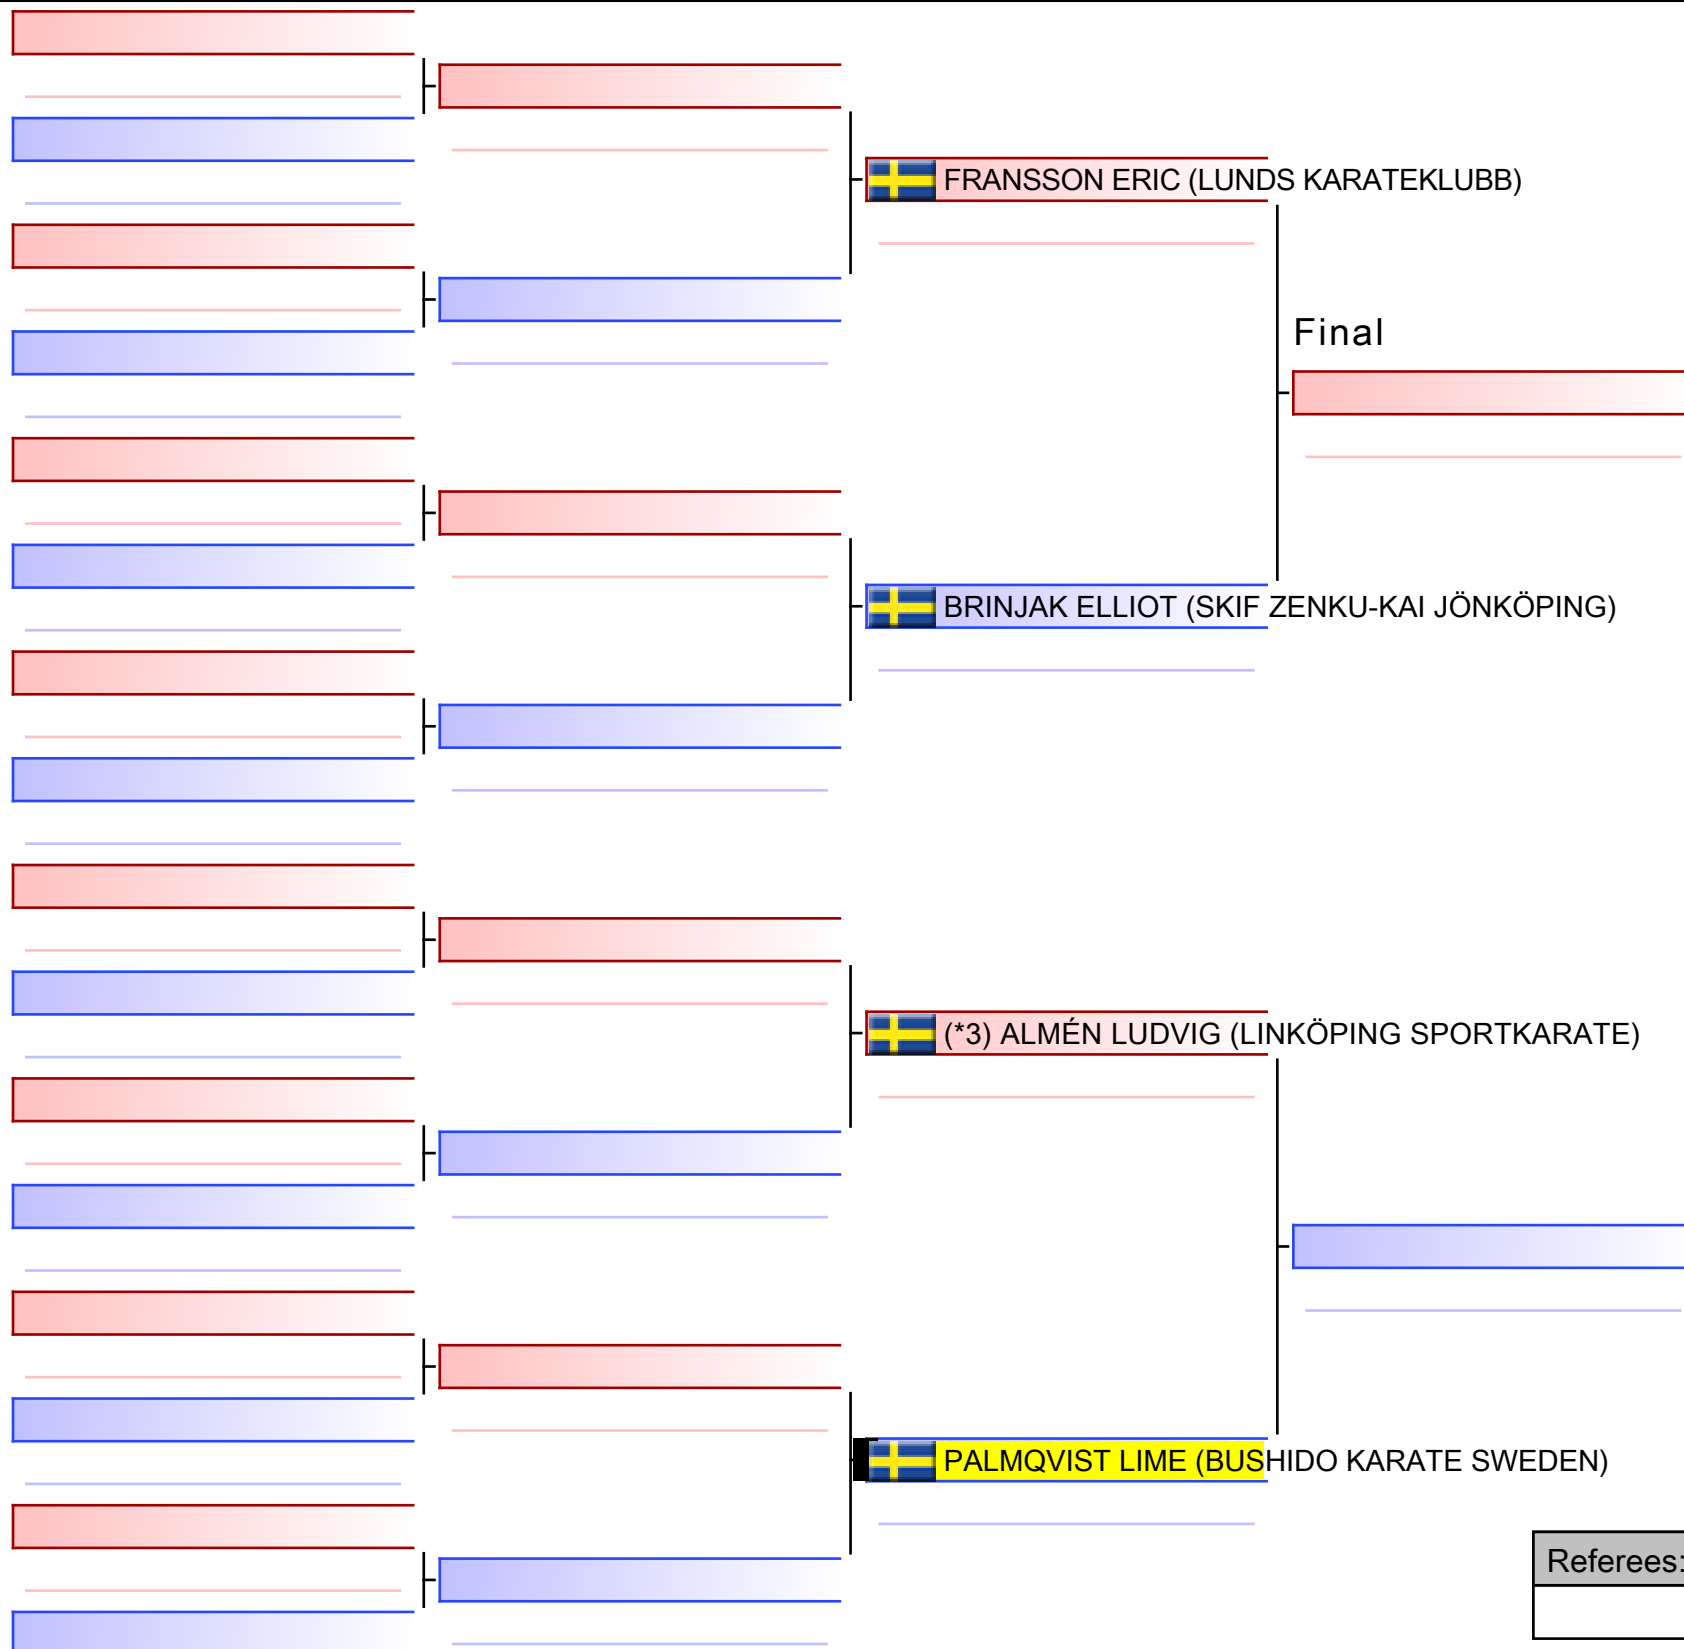 FRANSSON ERIC (LUNDS KARATEKLUBB)
Final
BRINJAK ELLIOT (SKIF ZENKU-KAI JÖNKÖPING)
(*3) ALMÉN LUDVIG (LINKÖPING SPORTKARATE)
PALMQVIST LIME (BUSHIDO KARATE SWEDEN)
Referees: